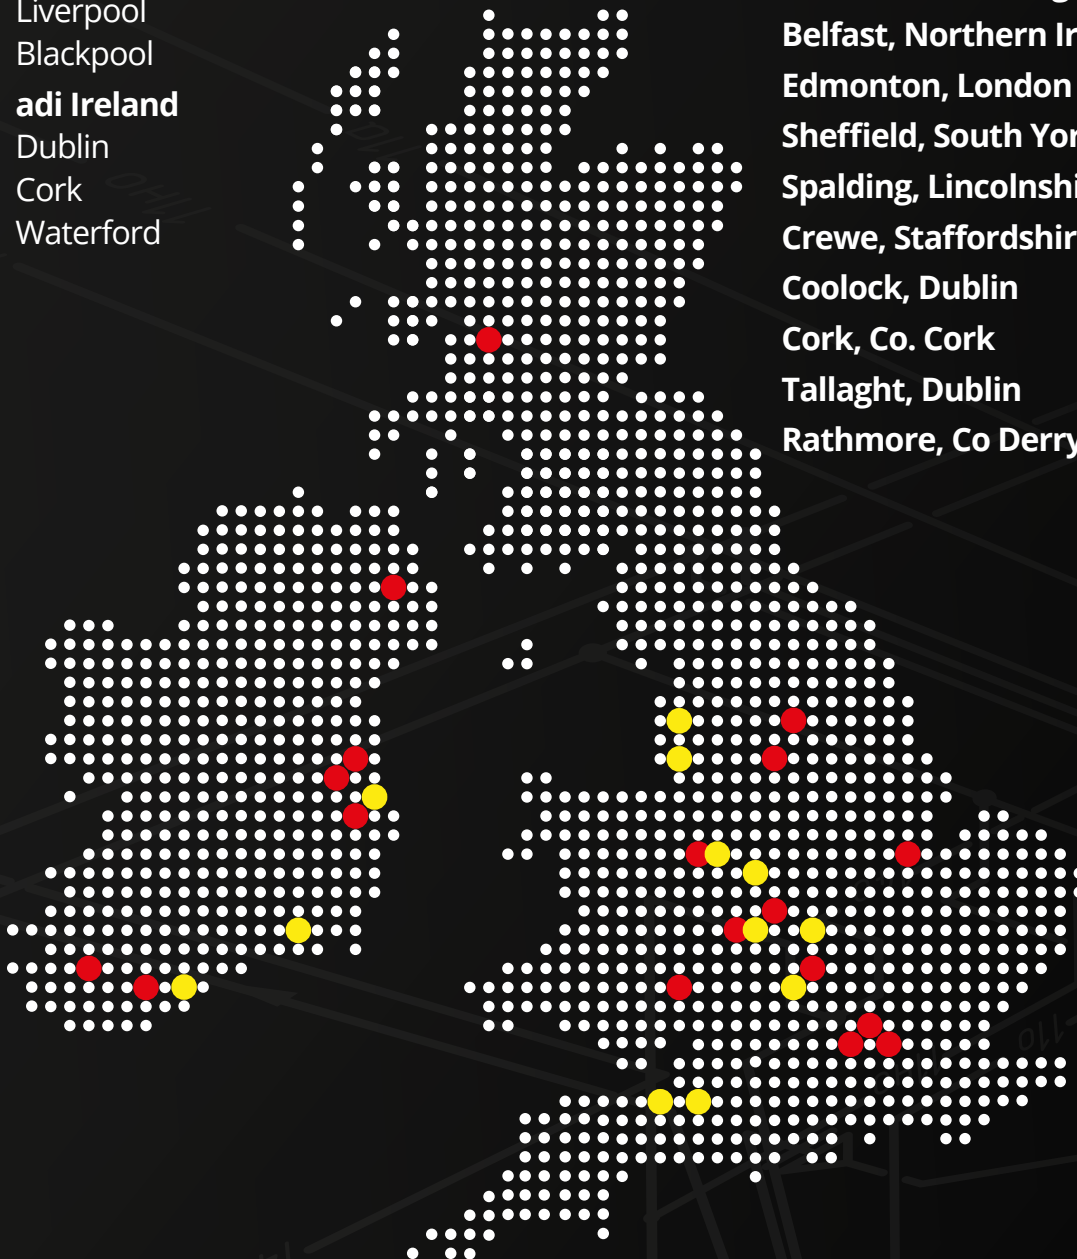 Liverpool
Blackpool
adi Ireland
Dublin
Cork
Waterford
Belfast, Northern Ir
Edmonton, London
Sheffield, South Yor
Spalding, Lincolnshi
Crewe, Staffordshir
Coolock, Dublin
Cork, Co. Cork
Tallaght, Dublin
Rathmore, Co Derry